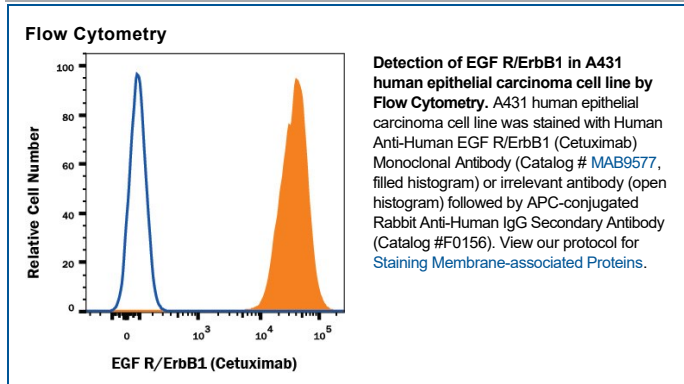 Flow Cytometry
100
80
60
40
20
0
Relative Cell Number
0
10³
10⁴
10⁵
EGF R/ErbB1 (Cetuximab)
Detection of EGF R/ErbB1 in A431
human epithelial carcinoma cell line by
Flow Cytometry. A431 human epithelial
carcinoma cell line was stained with Human
Anti-Human EGF R/ErbB1 (Cetuximab)
Monoclonal Antibody (Catalog # MAB9577,
filled histogram) or irrelevant antibody (open
histogram) followed by APC-conjugated
Rabbit Anti-Human IgG Secondary Antibody
(Catalog #F0156). View our protocol for
Staining Membrane-associated Proteins.